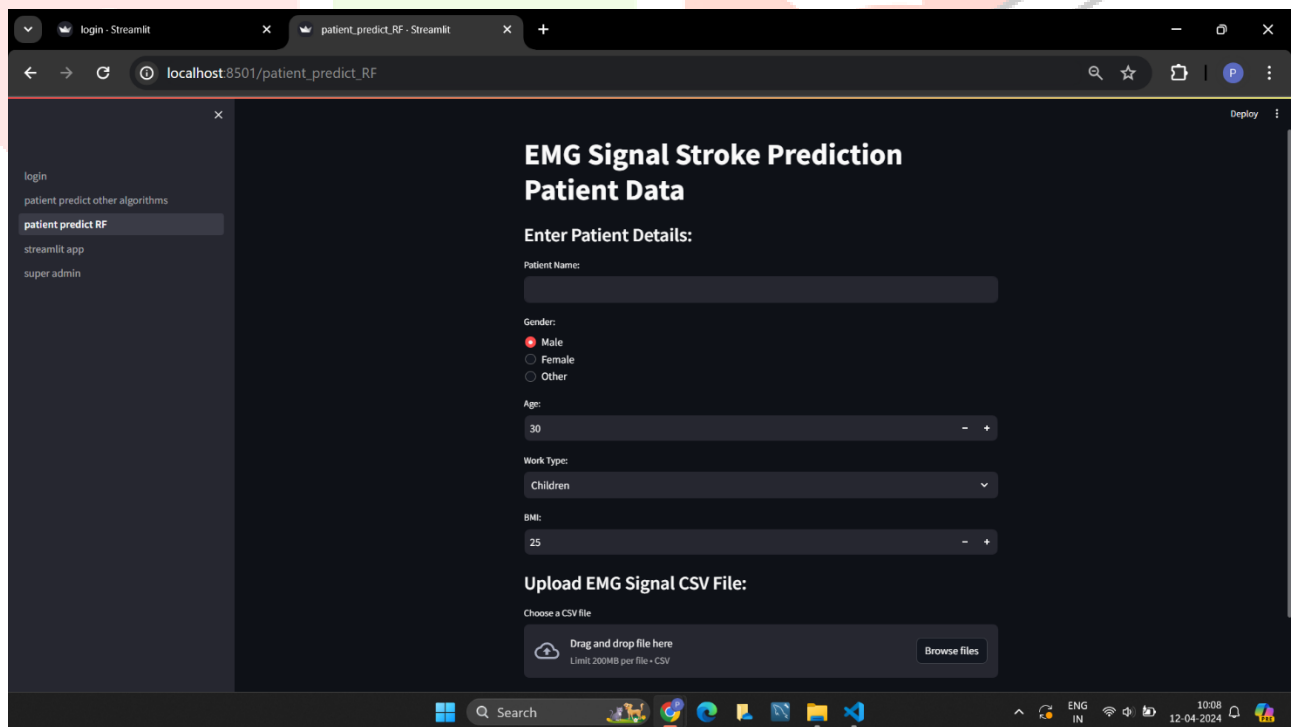 login - Streamlit
patient_predict_RF - Streamlit
localhost:8501/patient_predict_RF
P
Deploy
login
patient predict other algorithms
patient predict RF
streamlit app
super admin
EMG Signal Stroke Prediction
Patient Data
Enter Patient Details:
Patient Name:
Gender:
Male
Female
Other
Age:
30
Work Type:
Children
BMI:
25
Upload EMG Signal CSV File:
Choose a CSV file
Drag and drop file here
Limit 200MB per file • CSV
Browse files
Search
ENG
IN
10:08
12-04-2024
PRE